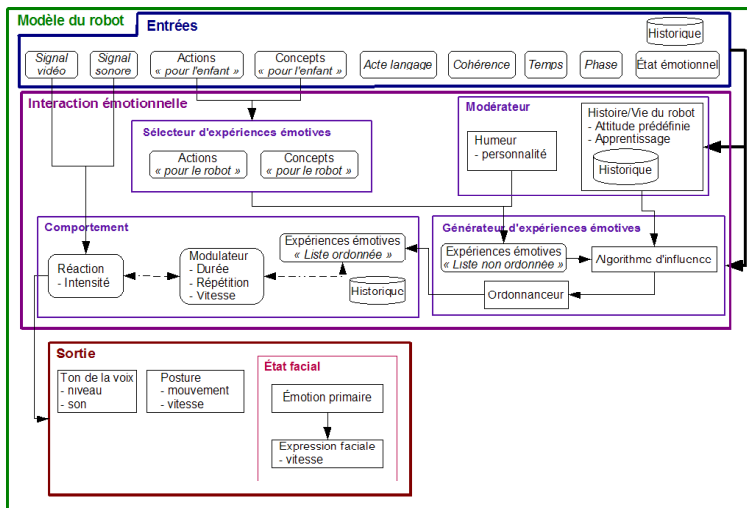 Modèle du robot
Entrées
Historique
Signal
vidéo
Signal
sonore
Actions
« pour l'enfant »
Concepts
« pour l'enfant »
Acte langage
Cohérence
Temps
Phase
État émotionnel
Interaction émotionnelle
Sélecteur d'expériences émotives
Actions
« pour le robot »
Concepts
« pour le robot »
Modérateur
Humeur
- personnalité
Histoire/Vie du robot
- Attitude prédéfinie
- Apprentissage
Historique
Comportement
Réaction
- Intensité
Modulateur
- Durée
- Répétition
- Vitesse
Expériences émotives
« Liste ordonnée »
Historique
Générateur d'expériences émotives
Expériences émotives
« Liste non ordonnée »
Algorithme d'influence
Ordonnanceur
Sortie
Ton de la voix
- niveau
- son
Posture
- mouvement
- vitesse
État facial
Émotion primaire
Expression faciale
- vitesse